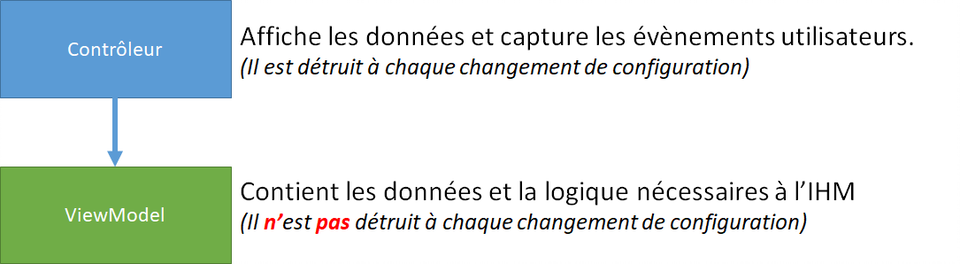 Contrôleur
Affiche les données et capture les évènements utilisateurs.
(Il est détruit à chaque changement de configuration)
ViewModel
Contient les données et la logique nécessaires à l’IHM
(Il n’est pas détruit à chaque changement de configuration)